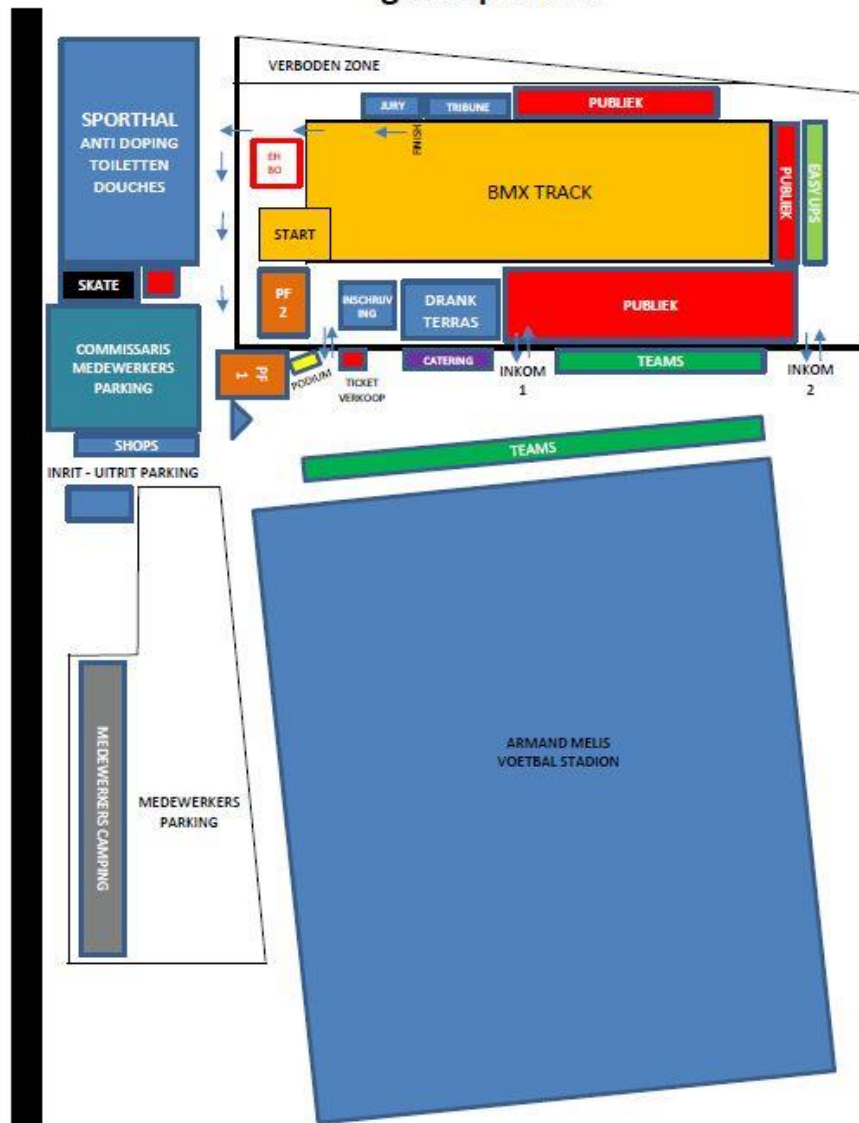 VERBODEN ZONE
JURY
TRIBUNE
PUBLIEK
SPORTHAL
ANTI DOPING
TOILETTEN
DOUCHES
FINISH
EH
BO
BMX TRACK
PUBLIEK
EASY UPS
START
SKATE
PF
2
INSCHRIJV
ING
DRANK
TERRAS
PUBLIEK
COMMISSARIS
MEDEWERKERS
PARKING
PF
1
PODIUM
TICKET
VERKOOP
CATERING
INKOM
1
TEAMS
INKOM
2
SHOPS
TEAMS
INRIT - UITRIT PARKING
ARMAND MELIS
VOETBAL STADION
MEDEWERKERS CAMPING
MEDEWERKERS
PARKING